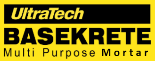 UltraTech
BASEKRETE
Multi Purpose Mortar